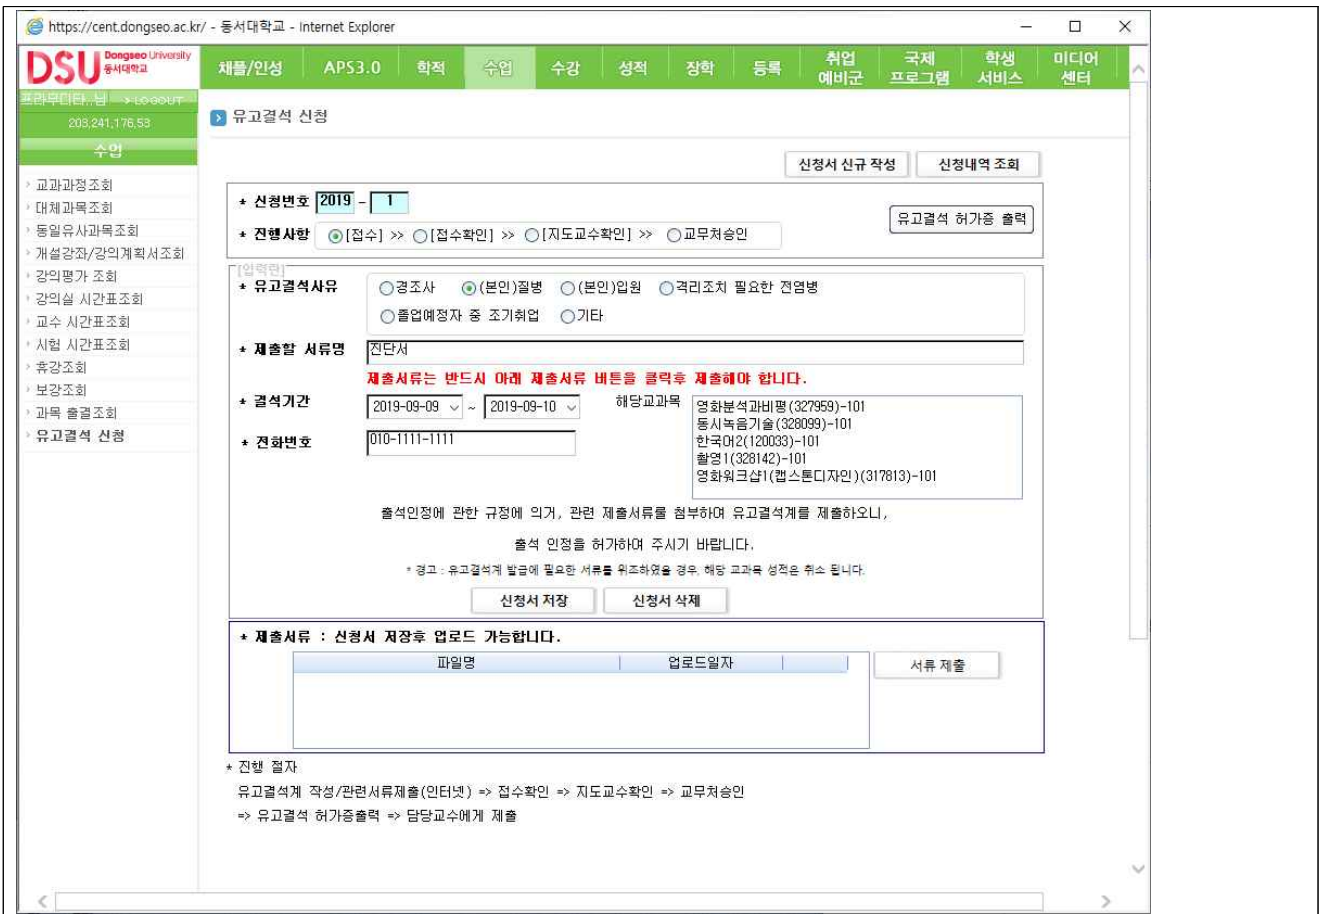 https://cent.dongseo.ac.kr/ - 동서대학교 - Internet Explorer
DSU Dongseo University 동서대학교
채플/인성 APS3.0 학적 수업 수강 성적 장학 등록 취업 예비군 국제 프로그램 학생 서비스 미디어 센터
프라무디타..님 > LOGOUT
203,241,176,53
수업
교과과정조회
대체과목조회
동일유사과목조회
개설강좌/강의계획서조회
강의평가 조회
강의실 시간표조회
교수 시간표조회
시험 시간표조회
휴강조회
보강조회
과목 출결조회
유고결석 신청
유고결석 신청
신청서 신규 작성 신청내역 조회
* 신청번호 2019 - 1
유고결석 허가증 출력
* 진행사항 [접수] >> [접수확인] >> [지도교수확인] >> 교무처승인
[입력란]
* 유고결석사유 경조사 (본인)질병 (본인)입원 격리조치 필요한 전염병
졸업예정자 중 조기취업 기타
* 제출할 서류명 진단서
제출서류는 반드시 아래 제출서류 버튼을 클릭후 제출해야 합니다.
* 결석기간 2019-09-09 ~ 2019-09-10 해당교과목
영화분석과비평(327959)-101
동시녹음기술(328099)-101
한국어2(120033)-101
촬영1(328142)-101
영화워크샵1(캡스톤디자인)(317813)-101
* 전화번호 010-1111-1111
출석인정에 관한 규정에 의거, 관련 제출서류를 첨부하며 유고결석계를 제출하오니,
출석 인정을 허가하여 주시기 바랍니다.
* 경고 : 유고결석계 발급에 필요한 서류를 위조하였을 경우, 해당 교과목 성적은 취소 됩니다.
신청서 저장 신청서 삭제
* 제출서류 : 신청서 저장후 업로드 가능합니다.
파일명 업로드일자
서류 제출
* 진행 절차
유고결석계 작성/관련서류제출(인터넷) => 접수확인 => 지도교수확인 => 교무처승인
=> 유고결석 허가증출력 => 담당교수에게 제출